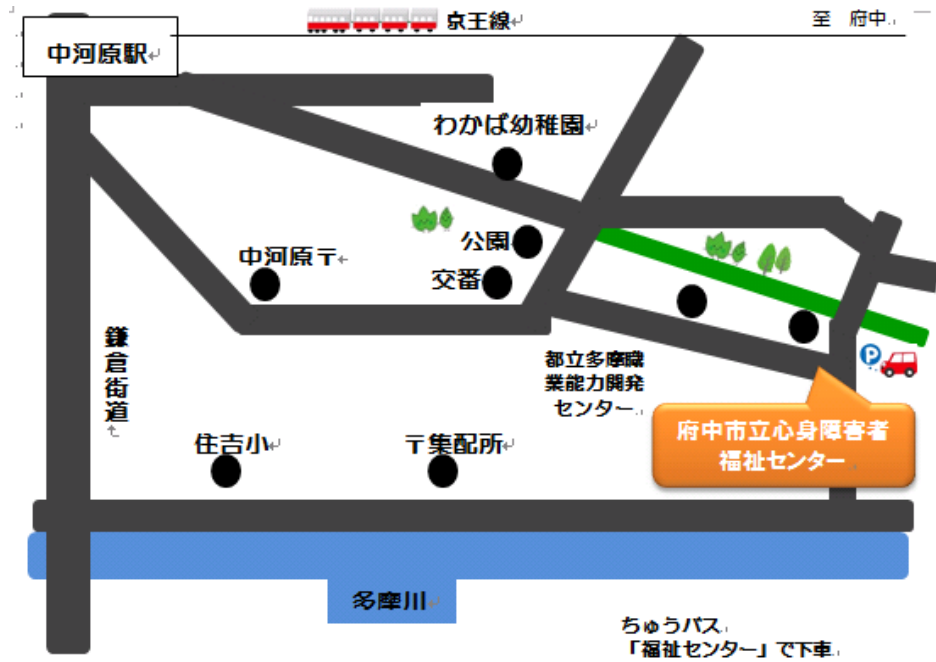 京王線
至 府中
中河原駅
わかば幼稚園
公園
中河原〒
交番
鎌倉街道
都立多摩職
業能力開発
センター
P
府中市立心身障害者
福祉センター
住吉小
〒集配所
多摩川
ちゅうバス
「福祉センター」で下車